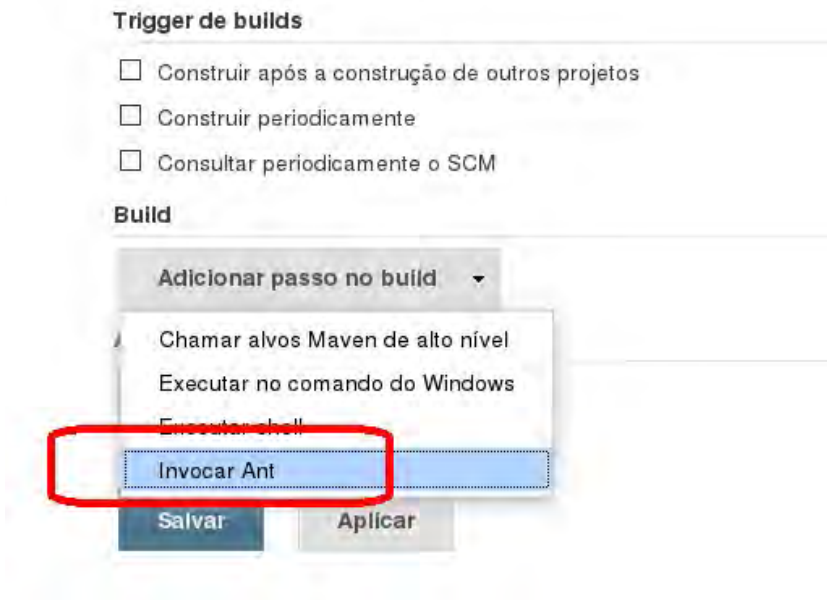 Trigger de builds
Construir após a construção de outros projetos
Construir periodicamente
Consultar periodicamente o SCM
Build
Adicionar passo no build
Chamar alvos Maven de alto nível
Executar no comando do Windows
Executar shell
Invocar Ant
Salvar
Aplicar